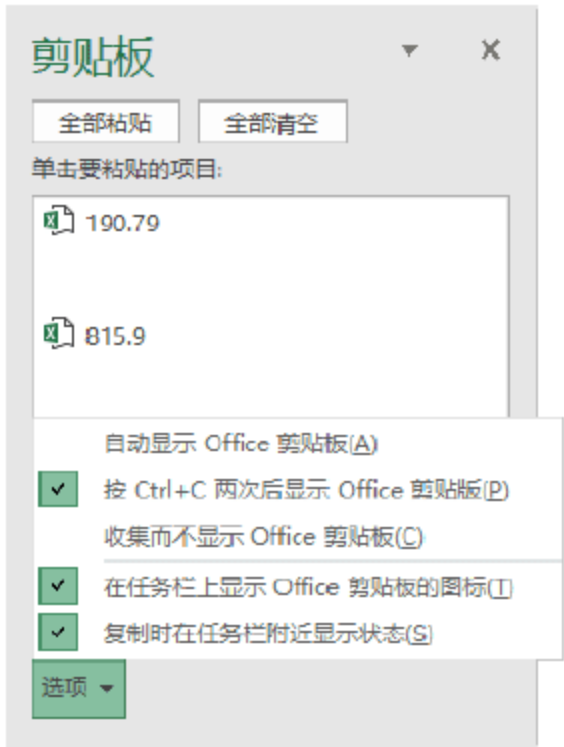 剪贴板
全部粘贴 全部清空
单击要粘贴的项目:
190.79
815.9
自动显示 Office 剪贴板(A)
按 Ctrl+C 两次后显示 Office 剪贴版(P)
收集而不显示 Office 剪贴板(C)
在任务栏上显示 Office 剪贴板的图标(T)
复制时在任务栏附近显示状态(S)
选项